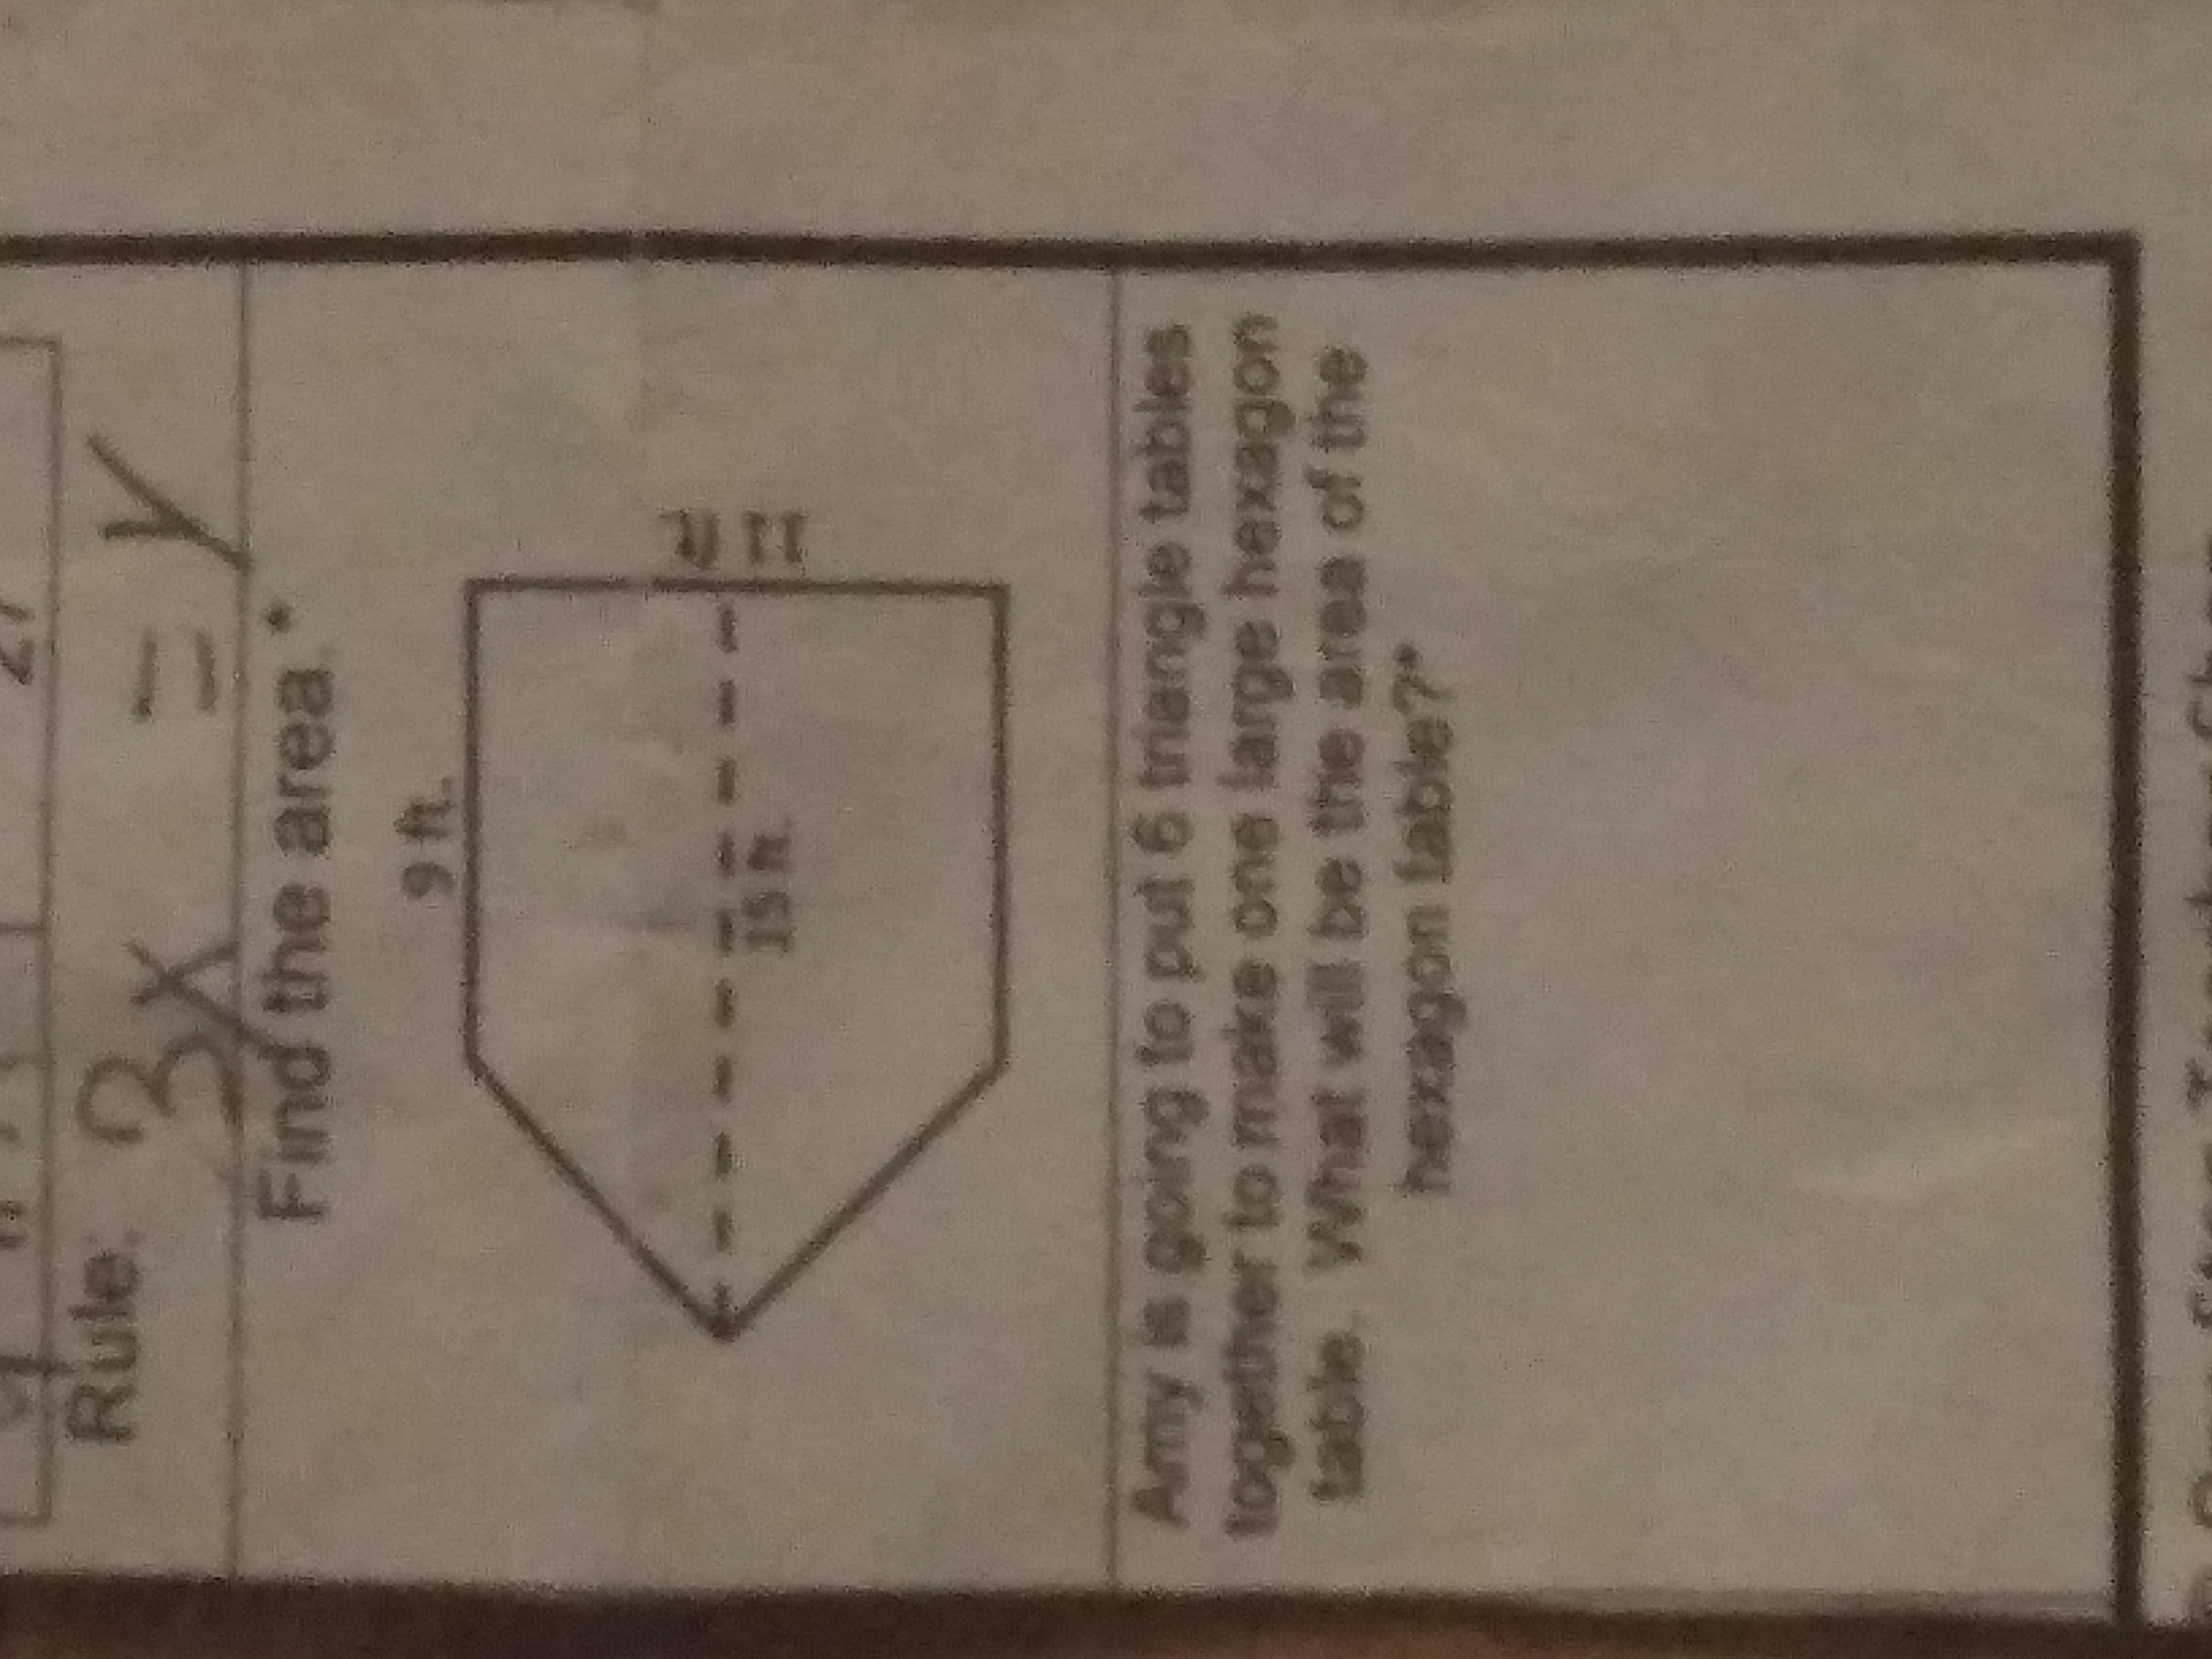 27
Rule: 3x = y
Find the area.*
9 ft.
15 ft.
11 ft.
Amy is going to put 6 triangle tables
together to make one large hexagon
table. What will be the area of the
hexagon table?*